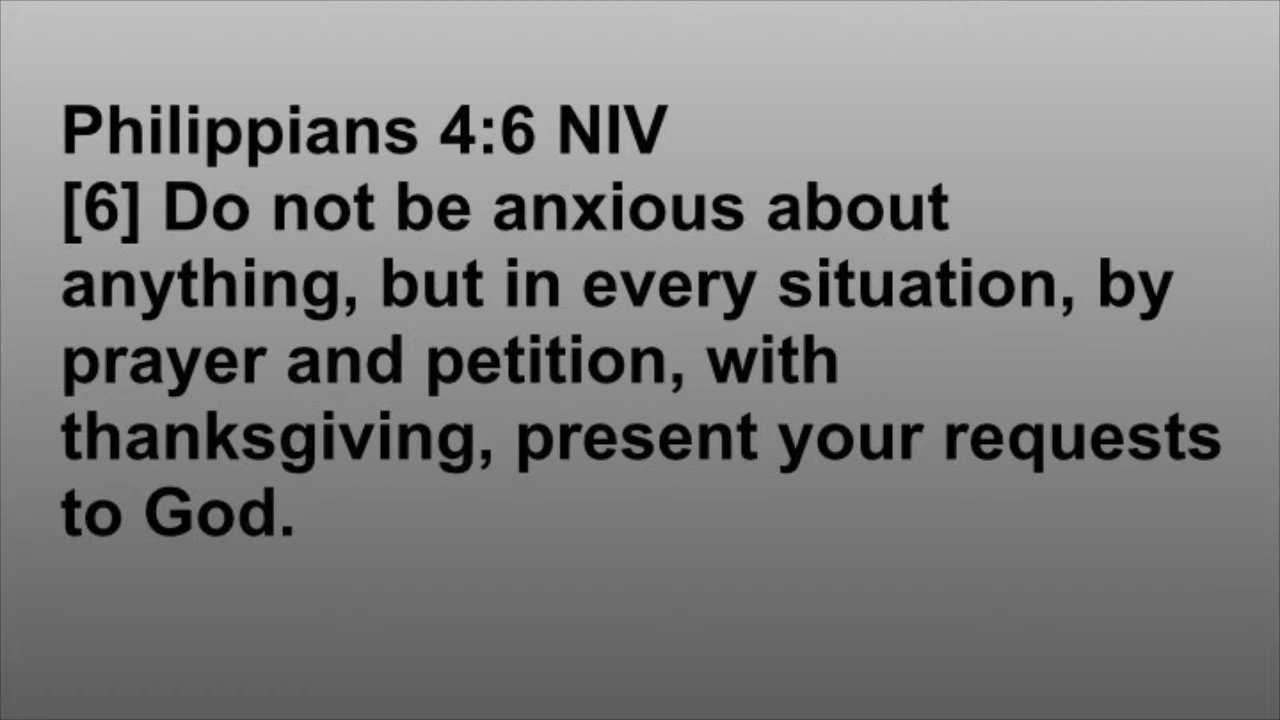 Philippians 4:6 NIV
[6] Do not be anxious about
anything, but in every situation, by
prayer and petition, with
thanksgiving, present your requests
to God.